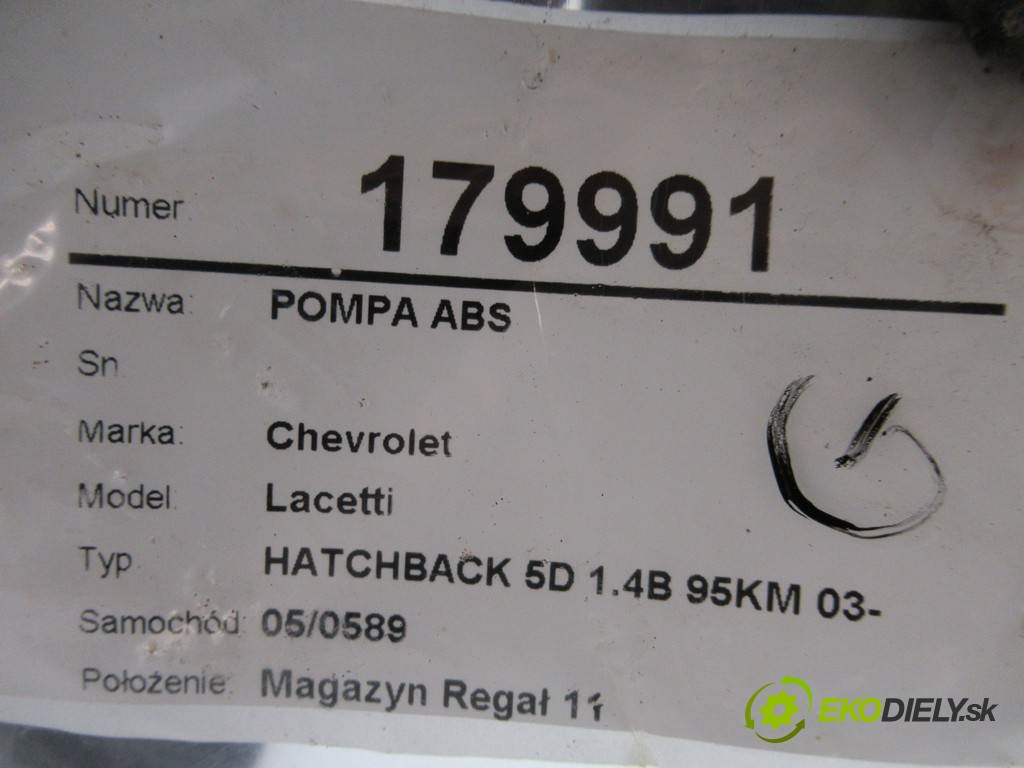 Numer 179991
Nazwa: POMPA ABS
Sn
Marka: Chevrolet
Model: Lacetti
Typ HATCHBACK 5D 1.4B 95KM 03-
Samochód: 05/0589
Położenie: Magazyn Regał 11
EKODIELY.sk